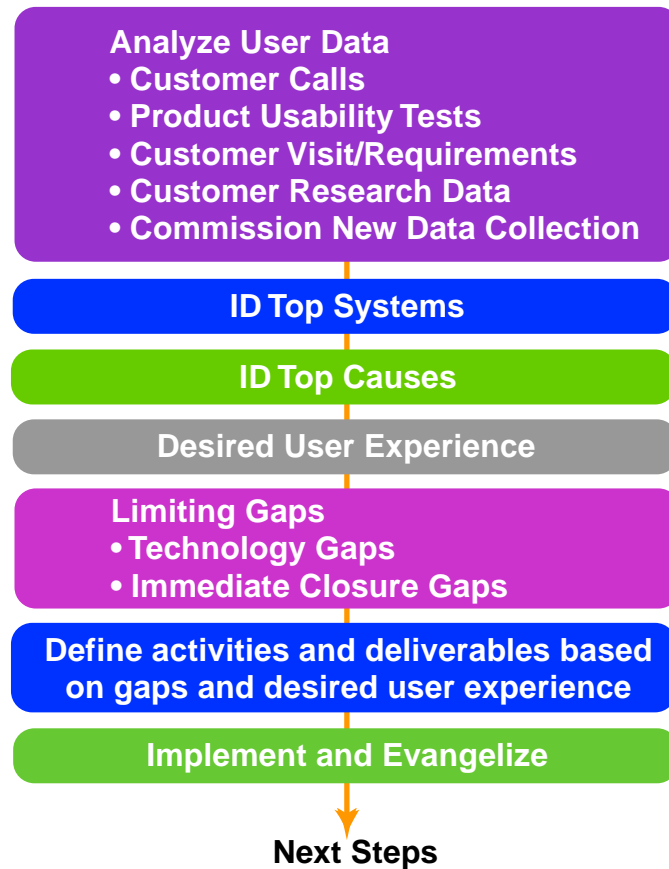 Analyze User Data
• Customer Calls
• Product Usability Tests
• Customer Visit/Requirements
• Customer Research Data
• Commission New Data Collection
ID Top Systems
ID Top Causes
Desired User Experience
Limiting Gaps
• Technology Gaps
• Immediate Closure Gaps
Define activities and deliverables based
on gaps and desired user experience
Implement and Evangelize
Next Steps